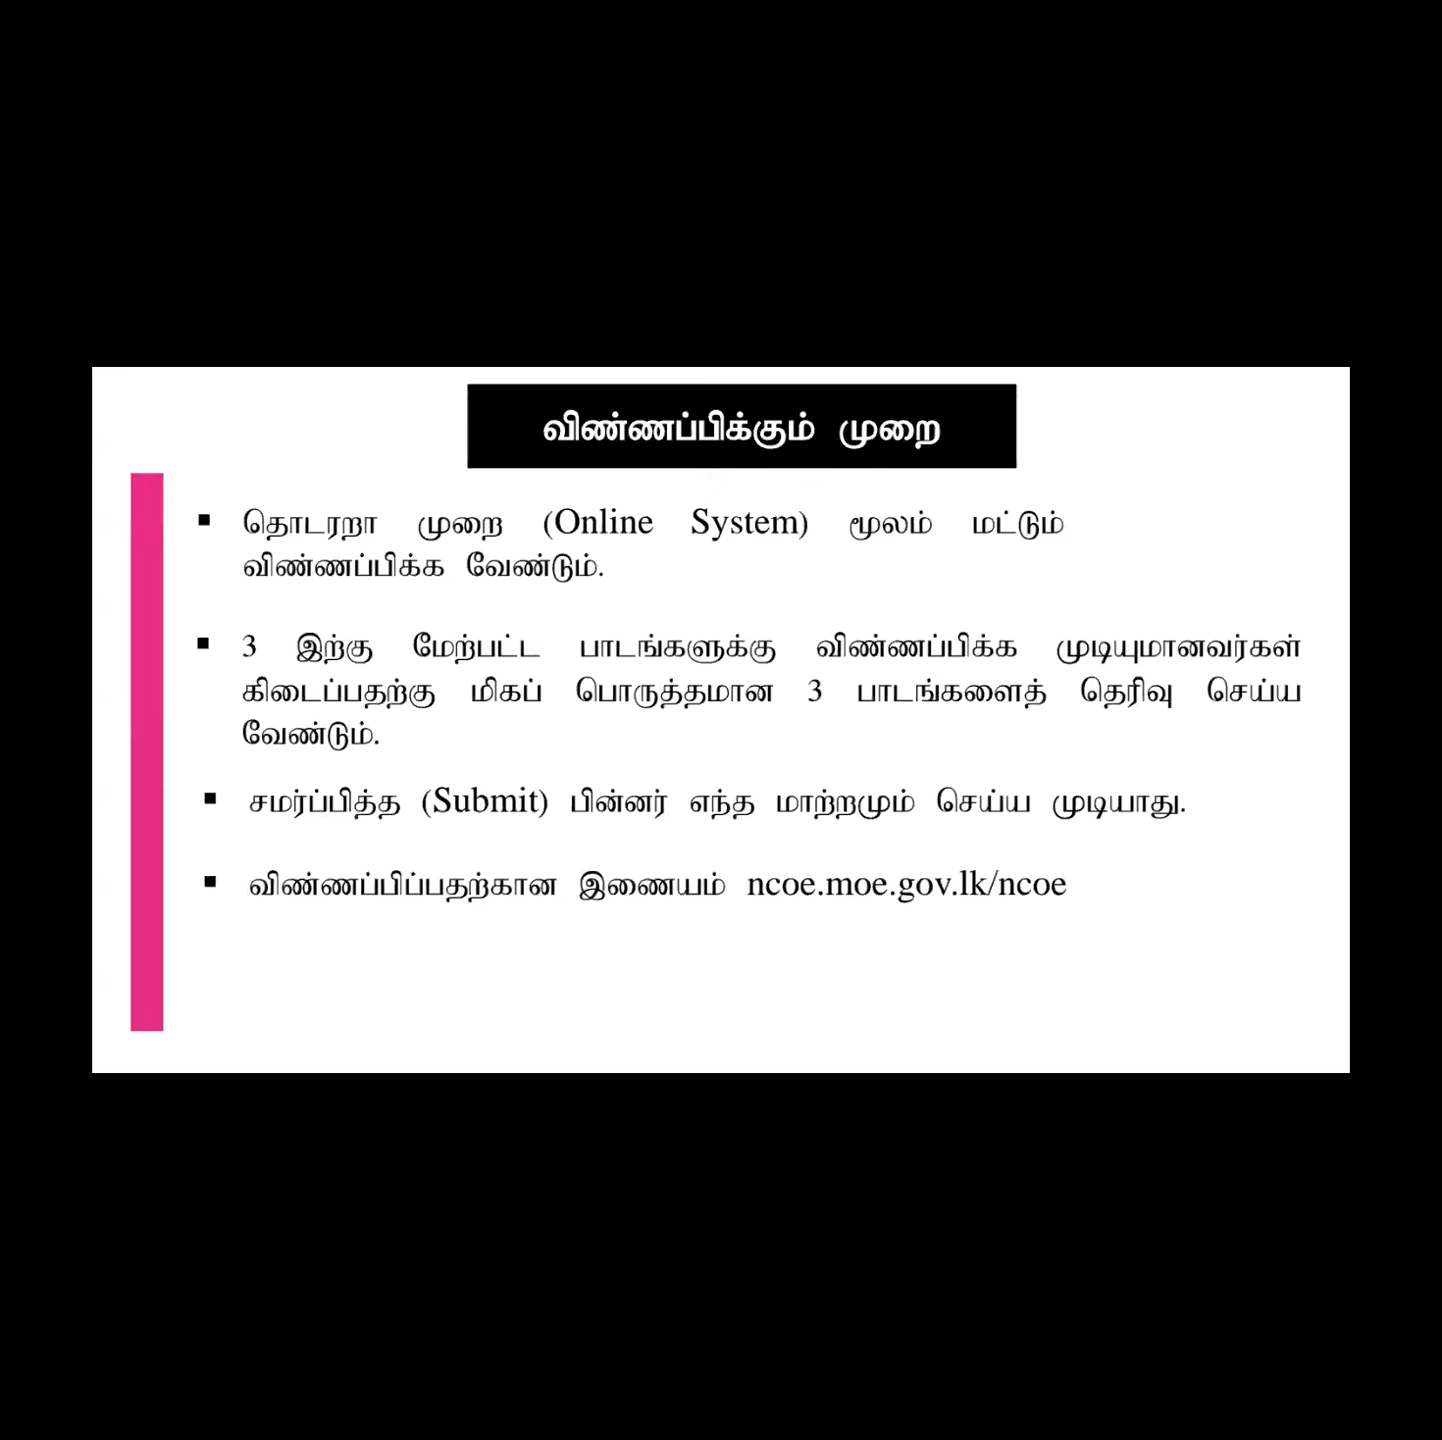 விண்ணப்பிக்கும் முறை
தொடரறா முறை (Online System) மூலம் மட்டும்
விண்ணப்பிக்க வேண்டும்.
3 இற்கு மேற்பட்ட பாடங்களுக்கு விண்ணப்பிக்க முடியுமானவர்கள்
கிடைப்பதற்கு மிகப் பொருத்தமான 3 பாடங்களைத் தெரிவு செய்ய
வேண்டும்.
சமர்ப்பித்த (Submit) பின்னர் எந்த மாற்றமும் செய்ய முடியாது.
விண்ணப்பிப்பதற்கான இணையம் ncoe.moe.gov.lk/ncoe